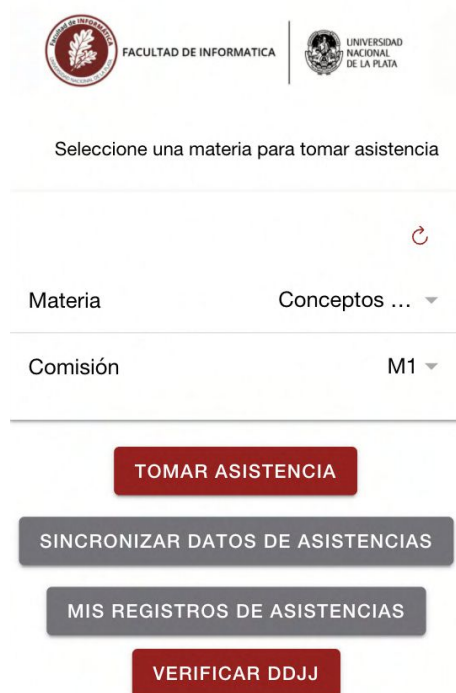 FACULTAD DE INFORMATICA
UNIVERSIDAD
NACIONAL
DE LA PLATA
Seleccione una materia para tomar asistencia
Materia Conceptos ...
Comisión M1
TOMAR ASISTENCIA
SINCRONIZAR DATOS DE ASISTENCIAS
MIS REGISTROS DE ASISTENCIAS
VERIFICAR DDJJ